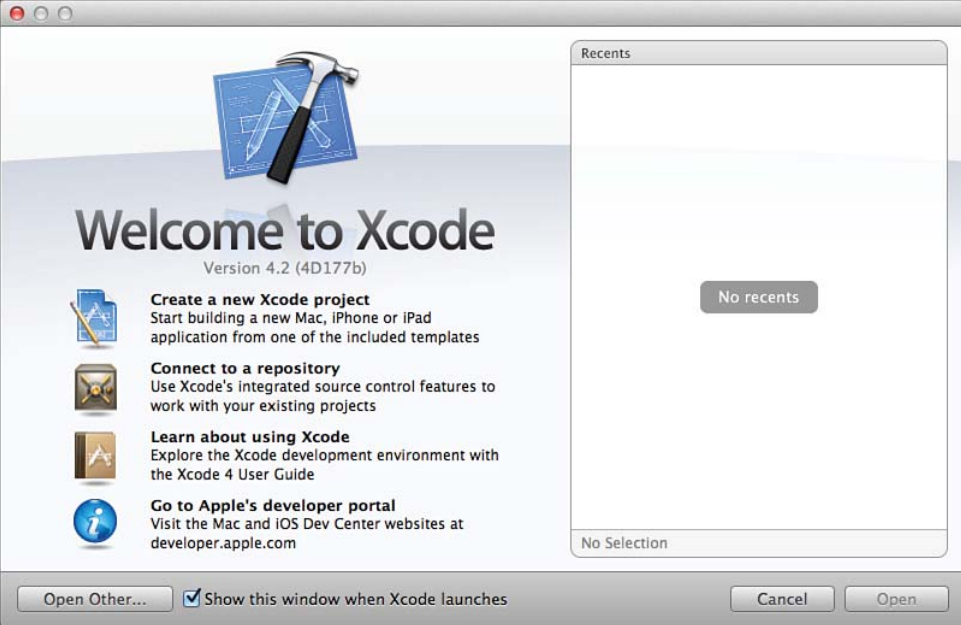 Recents
Welcome to Xcode
Version 4.2 (4D177b)
Create a new Xcode project
Start building a new Mac, iPhone or iPad
application from one of the included templates
Connect to a repository
Use Xcode's integrated source control features to
work with your existing projects
Learn about using Xcode
Explore the Xcode development environment with
the Xcode 4 User Guide
Go to Apple's developer portal
Visit the Mac and iOS Dev Center websites at
developer.apple.com
No recents
No Selection
Open Other...
Show this window when Xcode launches
Cancel
Open